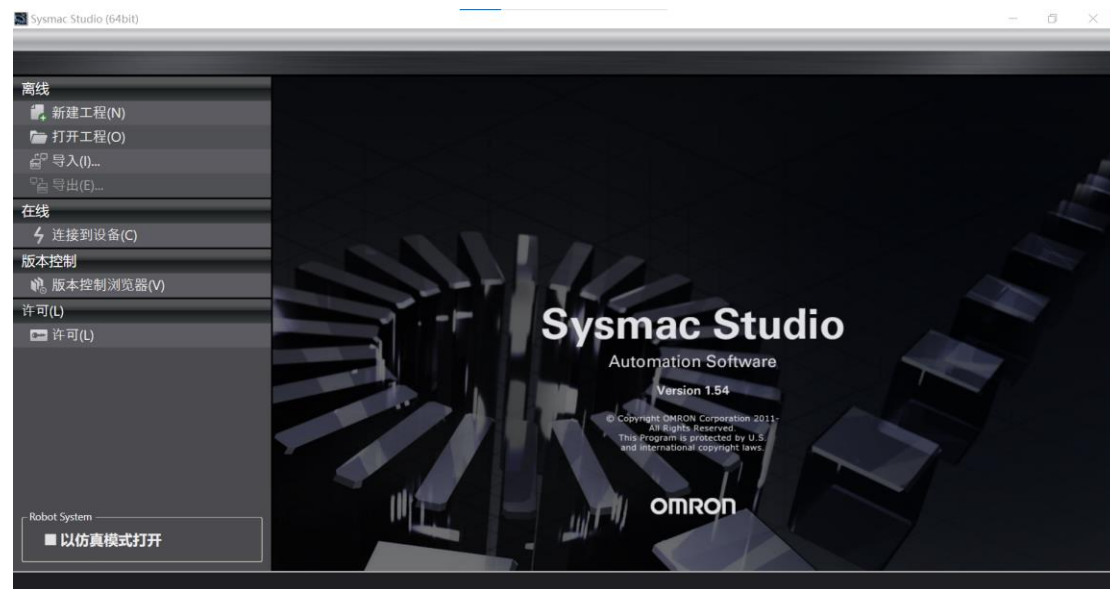 Sysmac Studio (64bit)
离线
新建工程(N)
打开工程(O)
导入(I)...
导出(E)...
在线
连接到设备(C)
版本控制
版本控制浏览器(V)
许可(L)
许可(L)
Sysmac Studio
Automation Software
Version 1.54
© Copyright OMRON Corporation 2011-
All Rights Reserved.
This Program is protected by U.S.
and international copyright laws.
OMRON
Robot System
以仿真模式打开